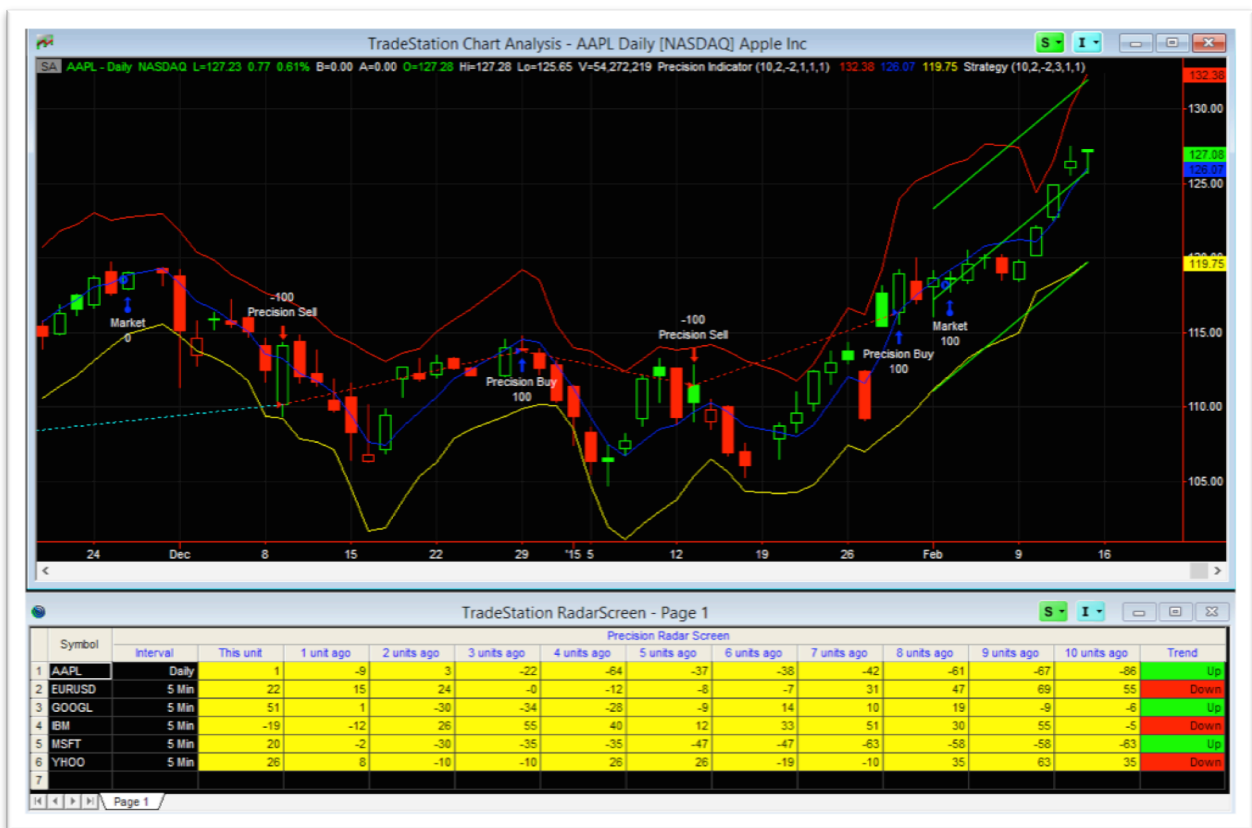 TradeStation Chart Analysis - AAPL Daily [NASDAQ] Apple Inc
S I
SA AAPL - Daily NASDAQ L=127.23 0.77 0.61% B=0.00 A=0.00 O=127.28 Hi=127.28 Lo=125.65 V=54,272,219 Precision Indicator (10,2,-2,1,1,1) 132.38 126.07 119.75 Strategy (10,2,-2,3,1,1)
132.38
130.00
127.08
126.07
125.00
119.75
115.00
110.00
105.00
Market
0
-100
Precision Sell
Precision Buy
100
-100
Precision Sell
Precision Buy
100
Market
100
24 Dec 8 15 22 29 '15 5 12 19 26 Feb 9 16
TradeStation RadarScreen - Page 1
S I
Symbol Precision Radar Screen
Interval This unit 1 unit ago 2 units ago 3 units ago 4 units ago 5 units ago 6 units ago 7 units ago 8 units ago 9 units ago 10 units ago Trend
1 AAPL Daily 1 -9 3 -22 -64 -37 -38 -42 -61 -67 -86 Up
2 EURUSD 5 Min 22 15 24 -0 -12 -8 -7 31 47 69 55 Down
3 GOOGL 5 Min 51 1 -30 -34 -28 -9 14 10 19 -9 -6 Up
4 IBM 5 Min -19 -12 26 55 40 12 33 51 30 55 -5 Down
5 MSFT 5 Min 20 -2 -30 -35 -35 -47 -47 -63 -58 -58 -63 Up
6 YHOO 5 Min 26 8 -10 -10 26 26 -19 -10 35 63 35 Down
7
Page 1